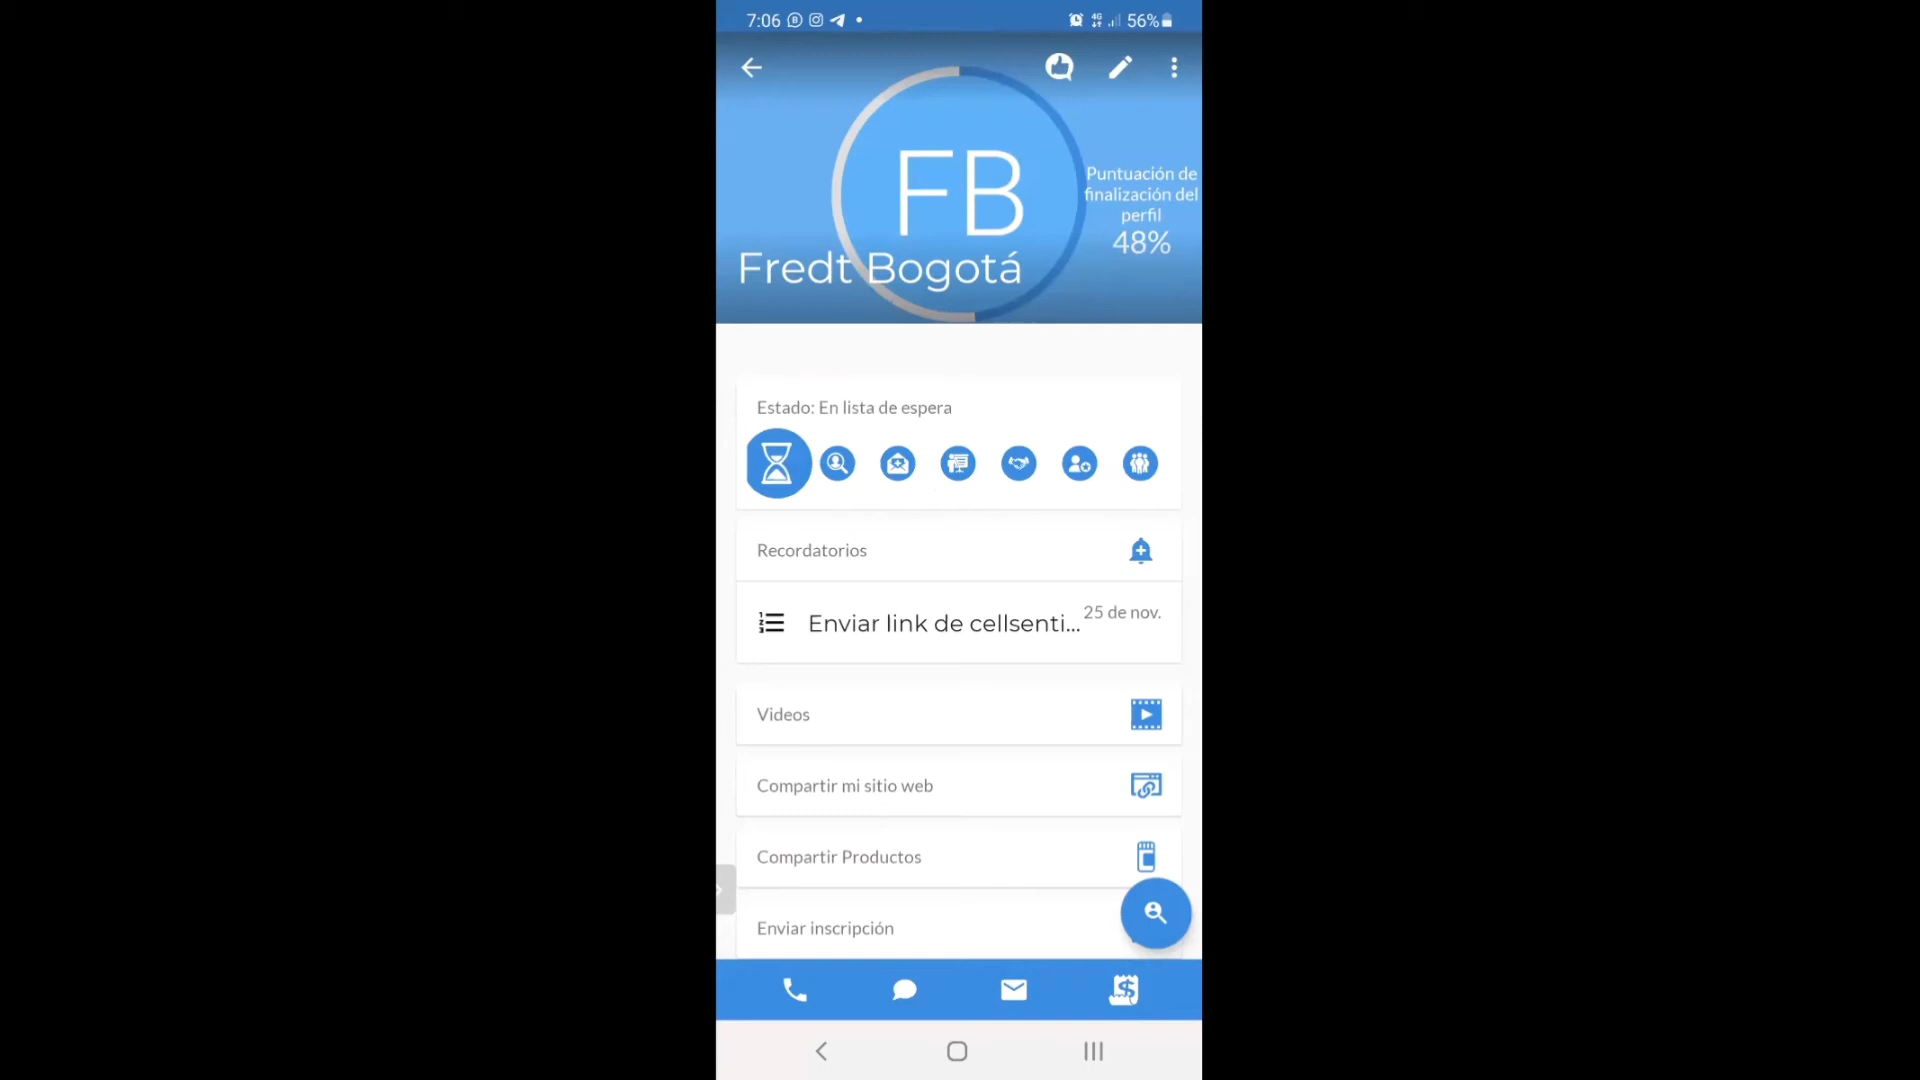 7:06
4G
56%
FB
Puntuación de
finalización del
perfil
48%
Fredt Bogotá
Estado: En lista de espera
Recordatorios
Enviar link de cellsenti...
25 de nov.
Videos
Compartir mi sitio web
Compartir Productos
Enviar inscripción